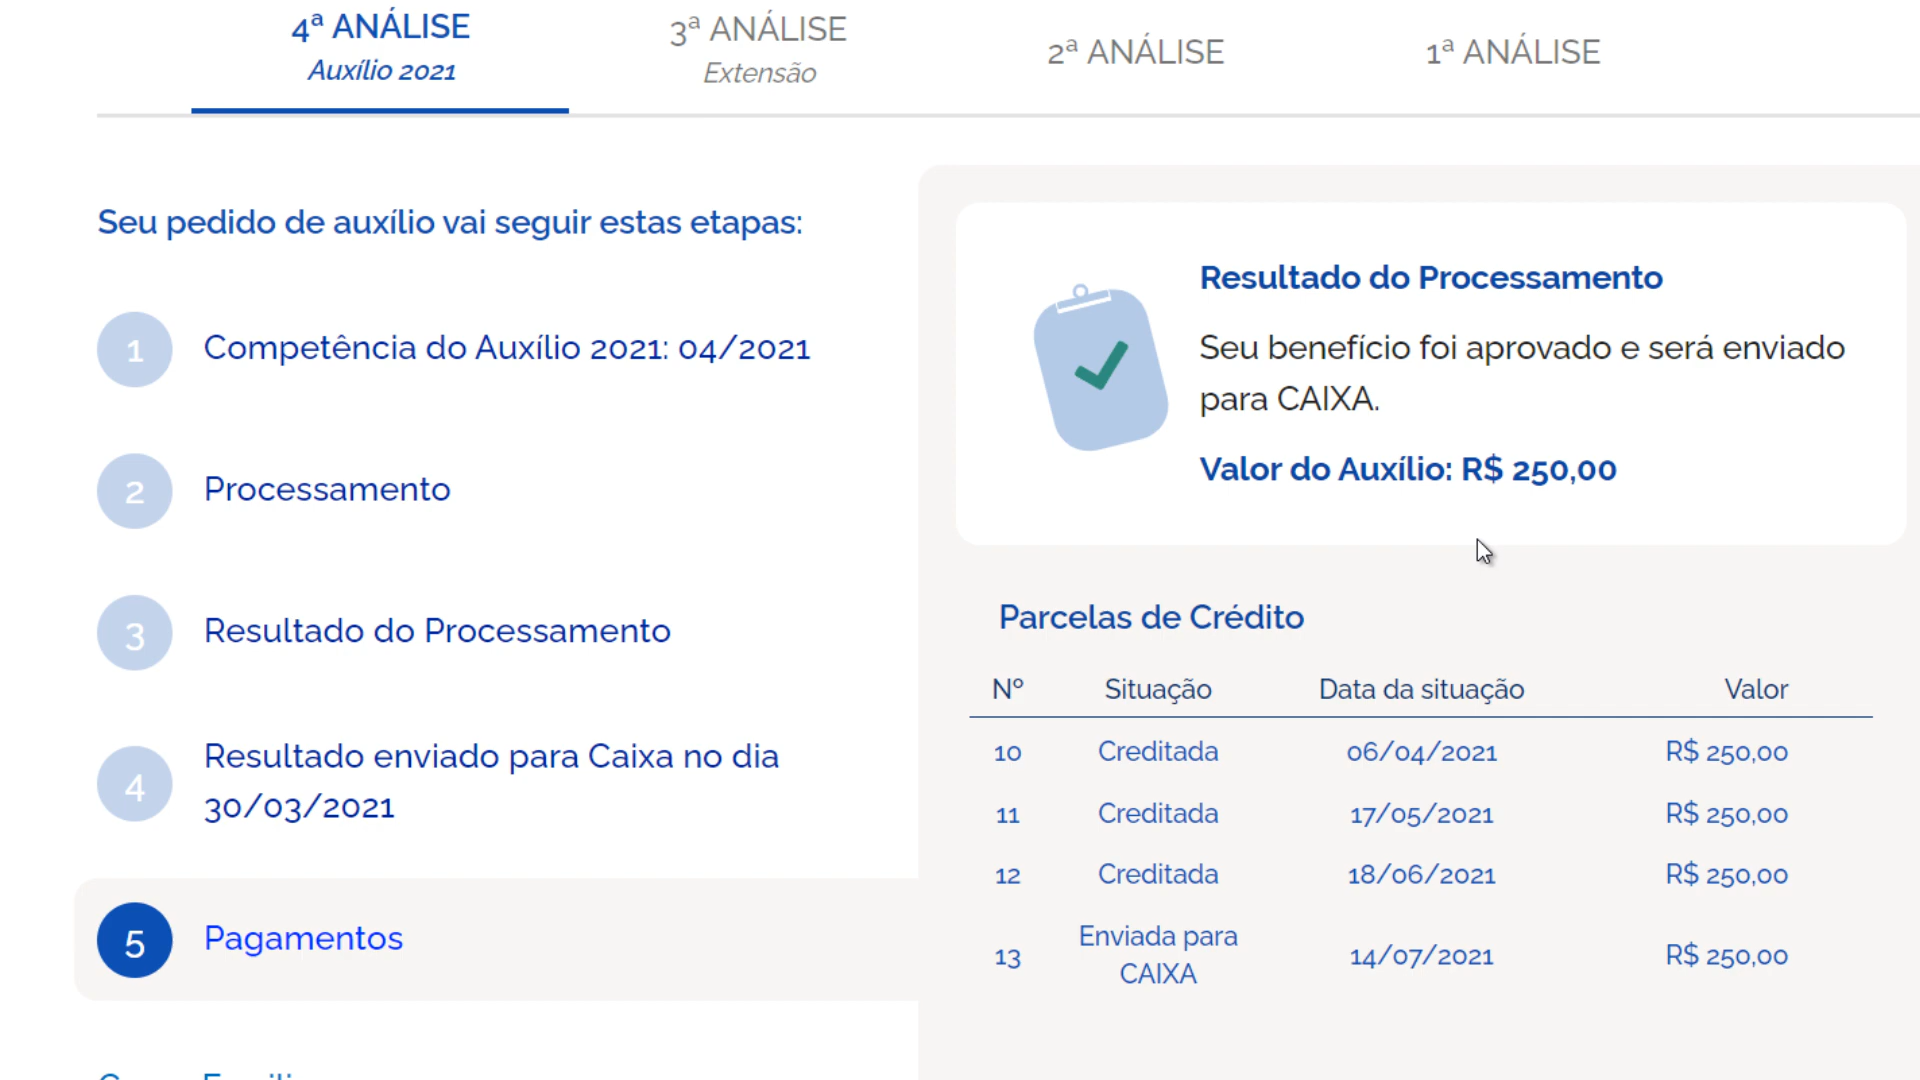 4ª ANÁLISE
Auxílio 2021
3ª ANÁLISE
Extensão
2ª ANÁLISE
1ª ANÁLISE
Seu pedido de auxílio vai seguir estas etapas:
1 Competência do Auxílio 2021: 04/2021
2 Processamento
3 Resultado do Processamento
4 Resultado enviado para Caixa no dia
30/03/2021
5 Pagamentos
Resultado do Processamento
Seu benefício foi aprovado e será enviado
para CAIXA.
Valor do Auxílio: R$ 250,00
Parcelas de Crédito
Nº Situação Data da situação Valor
10 Creditada 06/04/2021 R$ 250,00
11 Creditada 17/05/2021 R$ 250,00
12 Creditada 18/06/2021 R$ 250,00
13 Enviada para CAIXA 14/07/2021 R$ 250,00